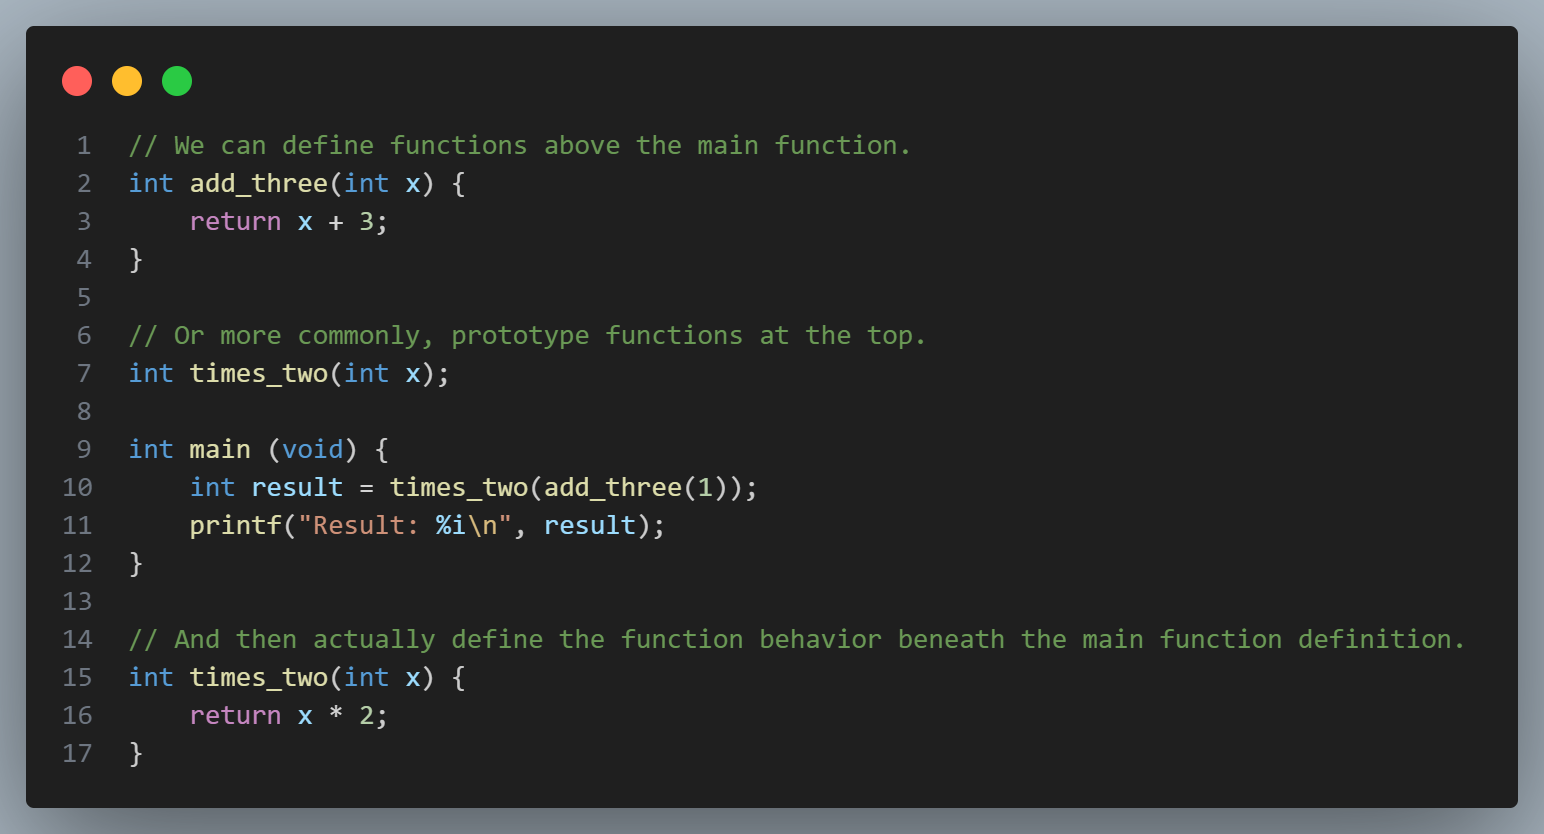 1 // We can define functions above the main function.
2 int add_three(int x) {
3     return x + 3;
4 }
5
6 // Or more commonly, prototype functions at the top.
7 int times_two(int x);
8
9 int main (void) {
10     int result = times_two(add_three(1));
11     printf("Result: %i\n", result);
12 }
13
14 // And then actually define the function behavior beneath the main function definition.
15 int times_two(int x) {
16     return x * 2;
17 }